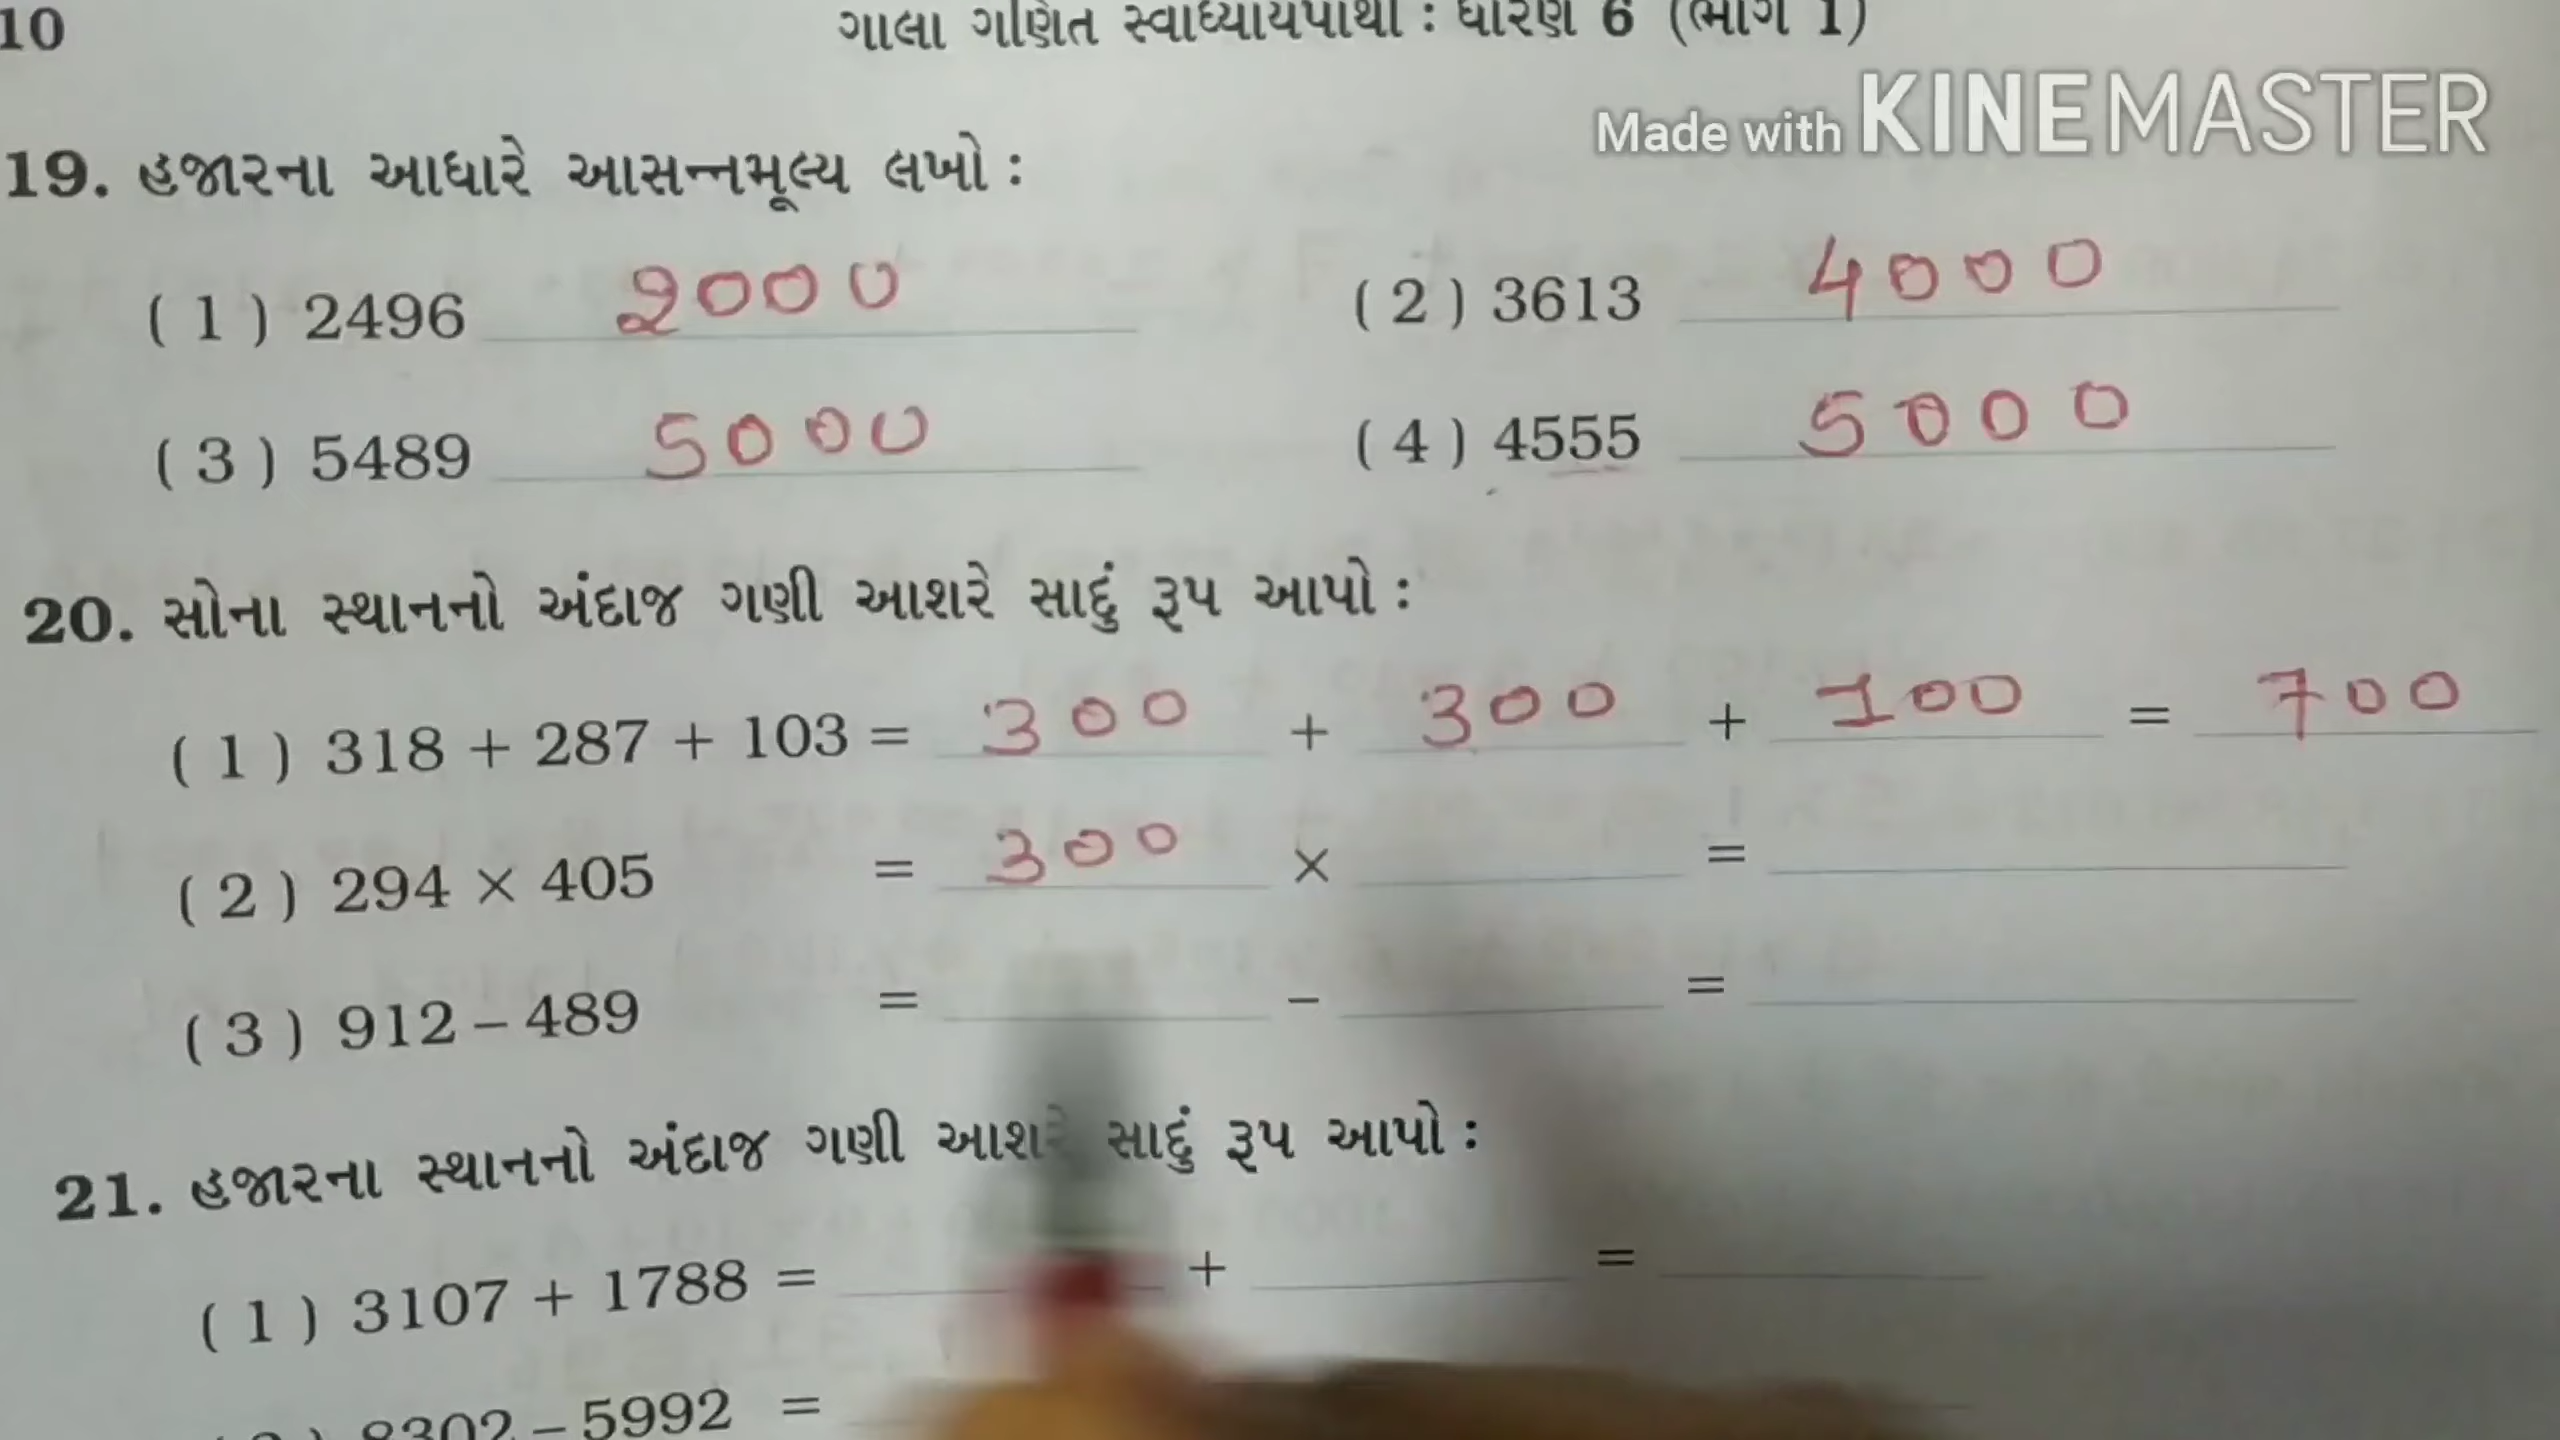 10 ગાલા ગણિત સ્વાધ્યાયપોથી : ધોરણ 6 (ભાગ 1)
Made with KINEMASTER
19. હજારના આધારે આસન્નમૂલ્ય લખો :
( 1 ) 2496 2000 ( 2 ) 3613 4000
( 3 ) 5489 5000 ( 4 ) 4555 5000
20. સોના સ્થાનનો અંદાજ ગણી આશરે સાદું રૂપ આપો :
( 1 ) 318 + 287 + 103 = 300 + 300 + 100 = 700
( 2 ) 294 × 405 = 300 × =
( 3 ) 912 – 489 = – =
21. હજારના સ્થાનનો અંદાજ ગણી આશરે સાદું રૂપ આપો :
( 1 ) 3107 + 1788 = + =
8302 – 5992 =